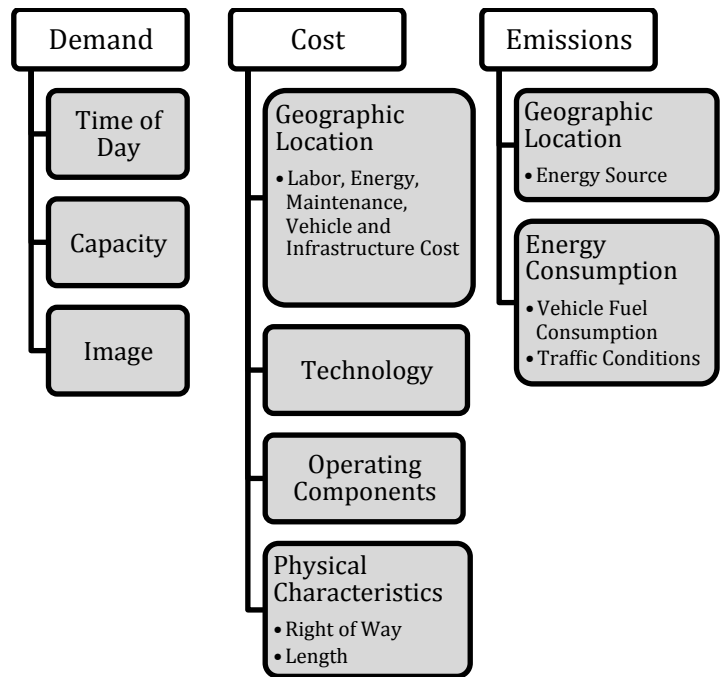 Demand
Time of
Day
Capacity
Image
Cost
Geographic
Location
• Labor, Energy,
Maintenance,
Vehicle and
Infrastructure Cost
Technology
Operating
Components
Physical
Characteristics
• Right of Way
• Length
Emissions
Geographic
Location
• Energy Source
Energy
Consumption
• Vehicle Fuel
Consumption
• Traffic Conditions